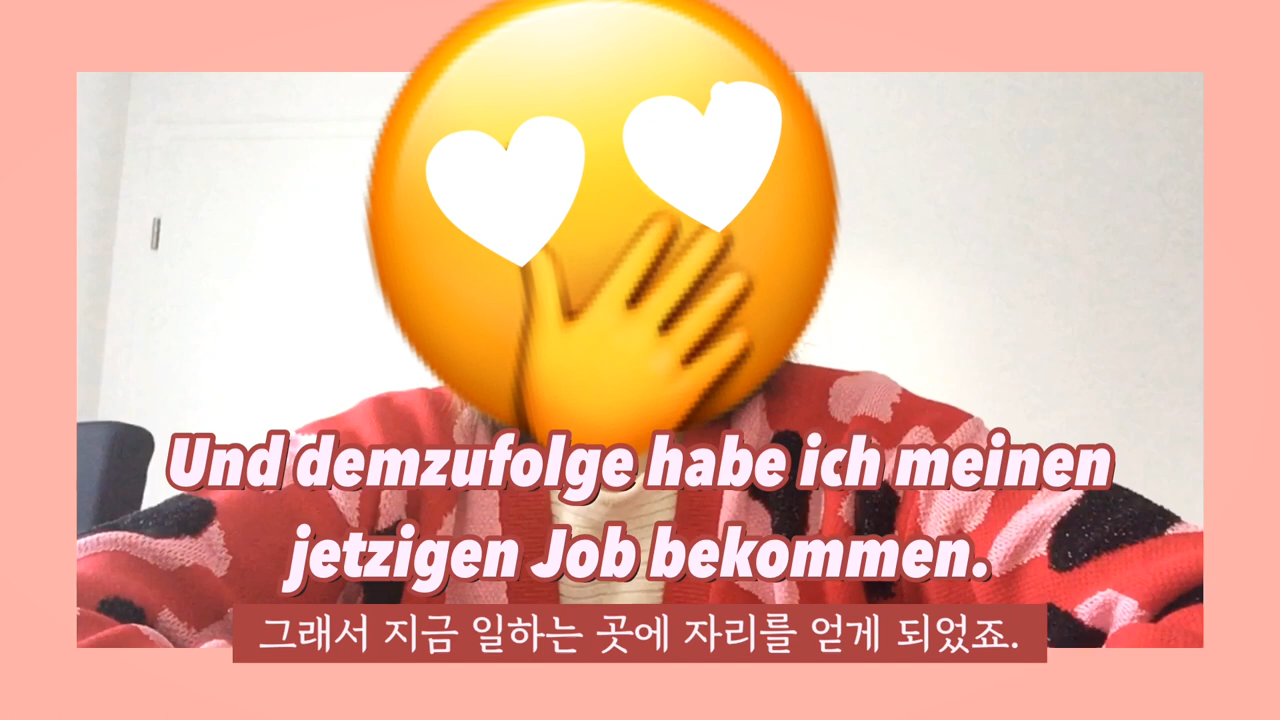 Und demzufolge habe ich meinen
jetzigen Job bekommen.
그래서 지금 일하는 곳에 자리를 얻게 되었죠.